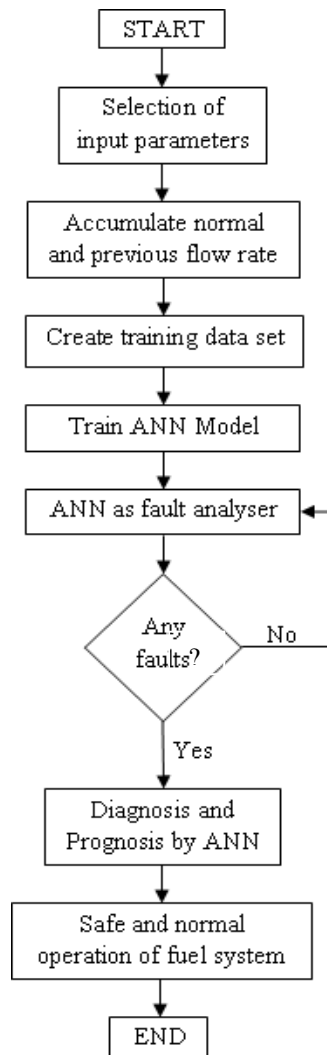 START
Selection of
input parameters
Accumulate normal
and previous flow rate
Create training data set
Train ANN Model
ANN as fault analyser
Any
faults?
No
Yes
Diagnosis and
Prognosis by ANN
Safe and normal
operation of fuel system
END